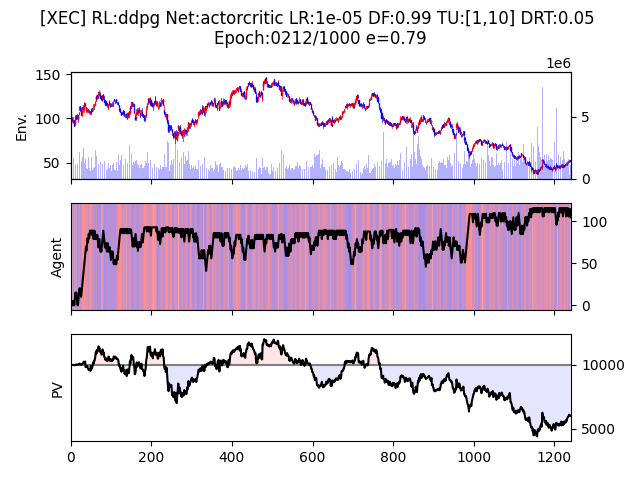 [XEC] RL:ddpg Net:actorcritic LR:1e-05 DF:0.99 TU:[1,10] DRT:0.05
Epoch:0212/1000 e=0.79
1e6
150
100
50
Env.
5
0
Agent
100
50
0
PV
10000
5000
0 200 400 600 800 1000 1200